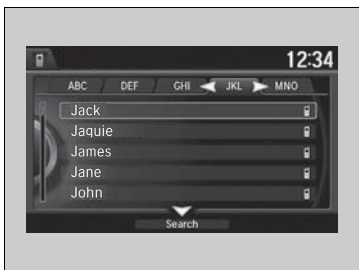 12:34
ABC DEF GHI JKL MNO
Jack
Jaquie
James
Jane
John
Search